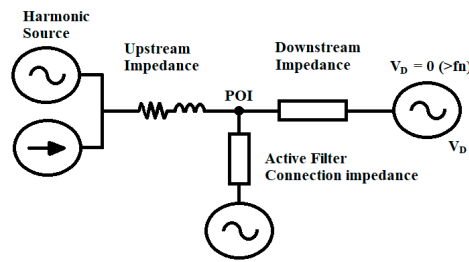 Harmonic
Source
Upstream
Impedance
Downstream
Impedance
V_D = 0 (>fn)
POI
V_D
Active Filter
Connection impedance